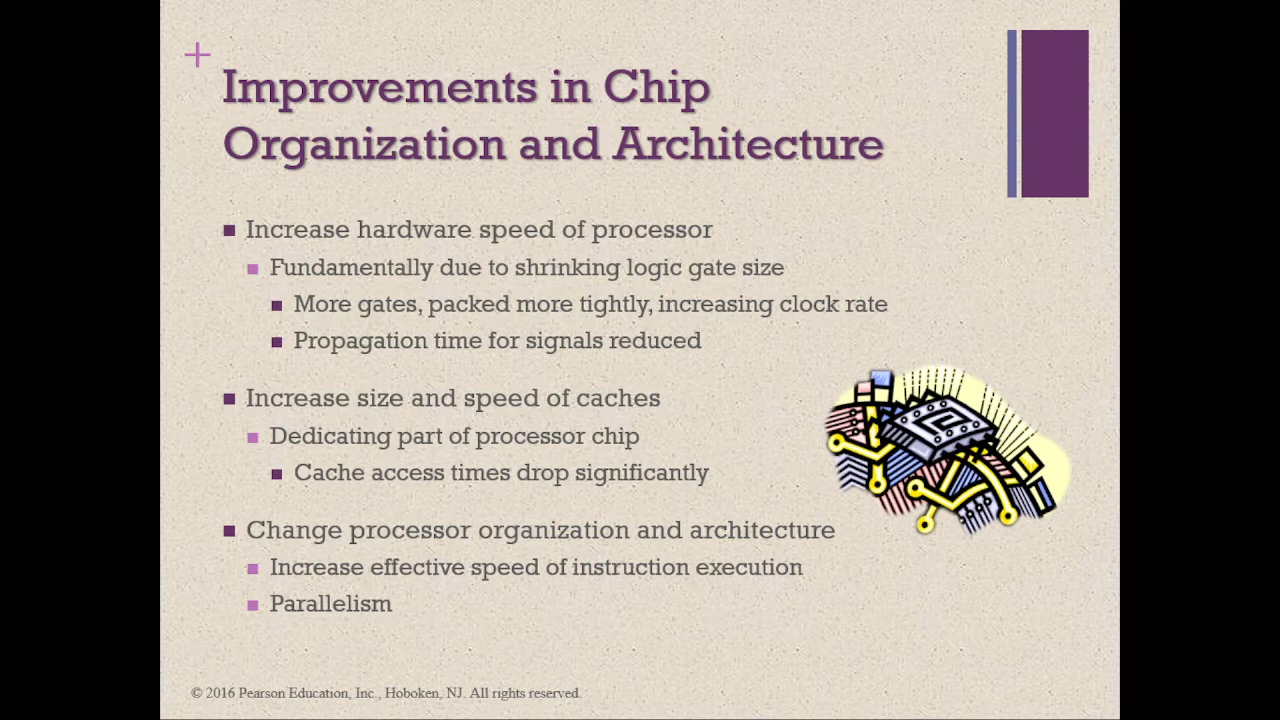 Improvements in Chip
Organization and Architecture
Increase hardware speed of processor
Fundamentally due to shrinking logic gate size
More gates, packed more tightly, increasing clock rate
Propagation time for signals reduced
Increase size and speed of caches
Dedicating part of processor chip
Cache access times drop significantly
Change processor organization and architecture
Increase effective speed of instruction execution
Parallelism
© 2016 Pearson Education, Inc., Hoboken, NJ. All rights reserved.